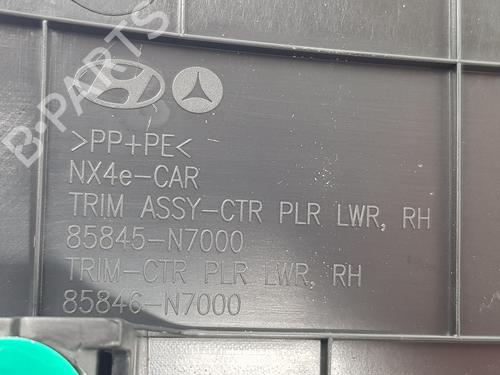 B-PARTS
>PP+PE<
NX4e-CAR
TRIM ASSY-CTR PLR LWR, RH
85845-N7000
TRIM-CTR PLR LWR, RH
85846-N7000